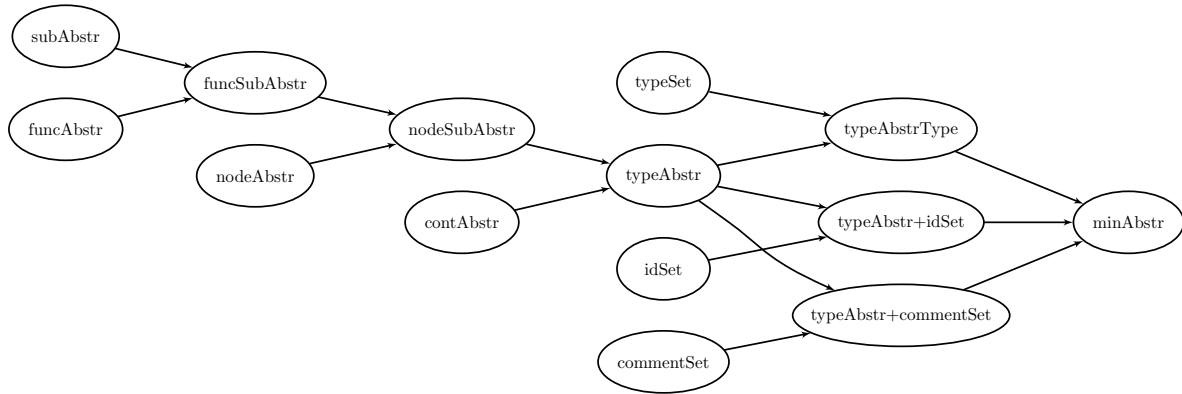 subAbstr
funcSubAbstr
typeSet
funcAbstr
nodeSubAbstr
typeAbstrType
nodeAbstr
typeAbstr
contAbstr
typeAbstr+idSet
minAbstr
idSet
typeAbstr+commentSet
commentSet